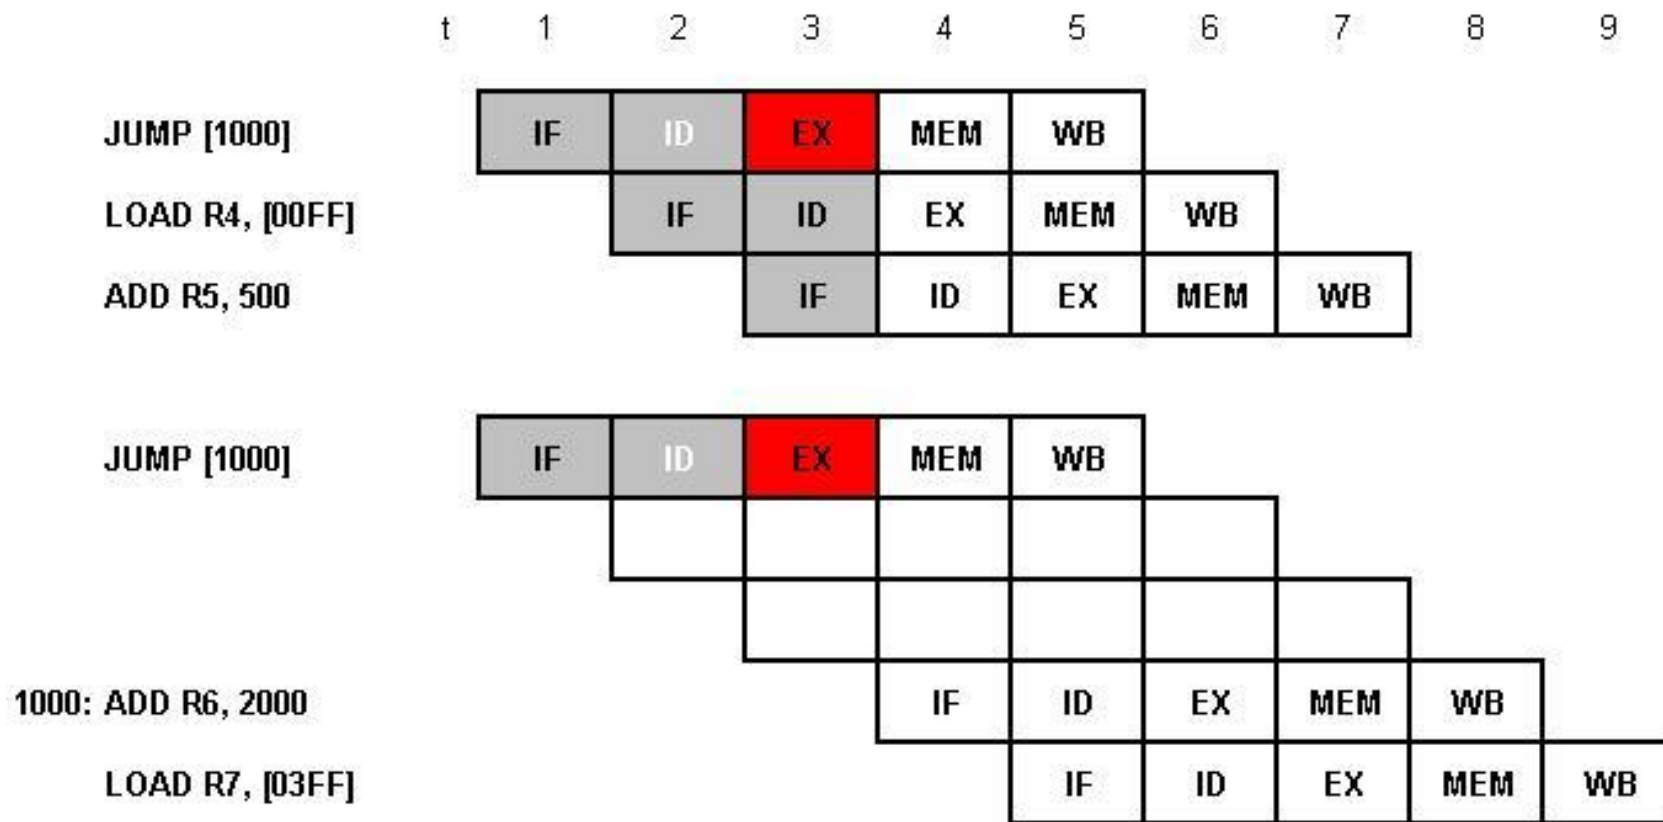 t 1 2 3 4 5 6 7 8 9
JUMP [1000] IF ID EX MEM WB
LOAD R4, [00FF] IF ID EX MEM WB
ADD R5, 500 IF ID EX MEM WB
JUMP [1000] IF ID EX MEM WB
1000: ADD R6, 2000 IF ID EX MEM WB
LOAD R7, [03FF] IF ID EX MEM WB